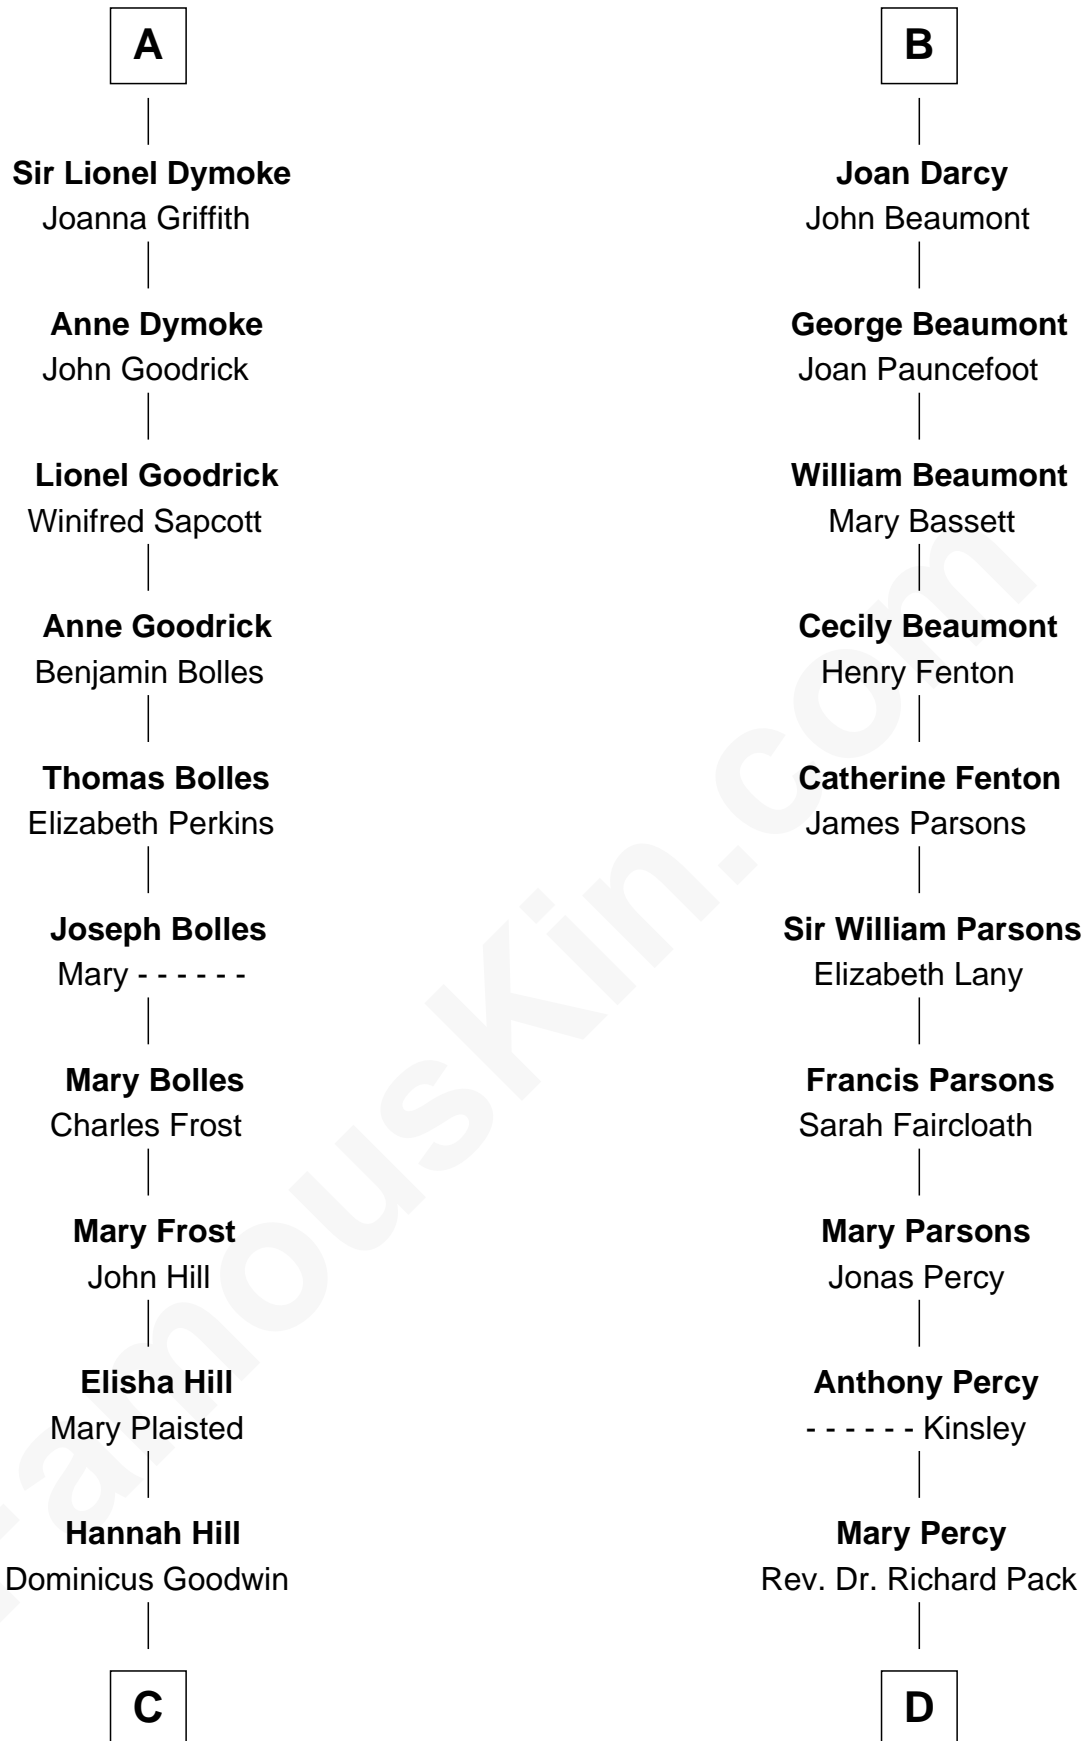 A
Sir Lionel Dymoke
Joanna Griffith
Anne Dymoke
John Goodrick
Lionel Goodrick
Winifred Sapcott
Anne Goodrick
Benjamin Bolles
Thomas Bolles
Elizabeth Perkins
Joseph Bolles
Mary - - - - - -
Mary Bolles
Charles Frost
Mary Frost
John Hill
Elisha Hill
Mary Plaisted
Hannah Hill
Dominicus Goodwin
C
B
Joan Darcy
John Beaumont
George Beaumont
Joan Pauncefoot
William Beaumont
Mary Bassett
Cecily Beaumont
Henry Fenton
Catherine Fenton
James Parsons
Sir William Parsons
Elizabeth Lany
Francis Parsons
Sarah Faircloath
Mary Parsons
Jonas Percy
Anthony Percy
- - - - - - Kinsley
Mary Percy
Rev. Dr. Richard Pack
D
FamousKin.com